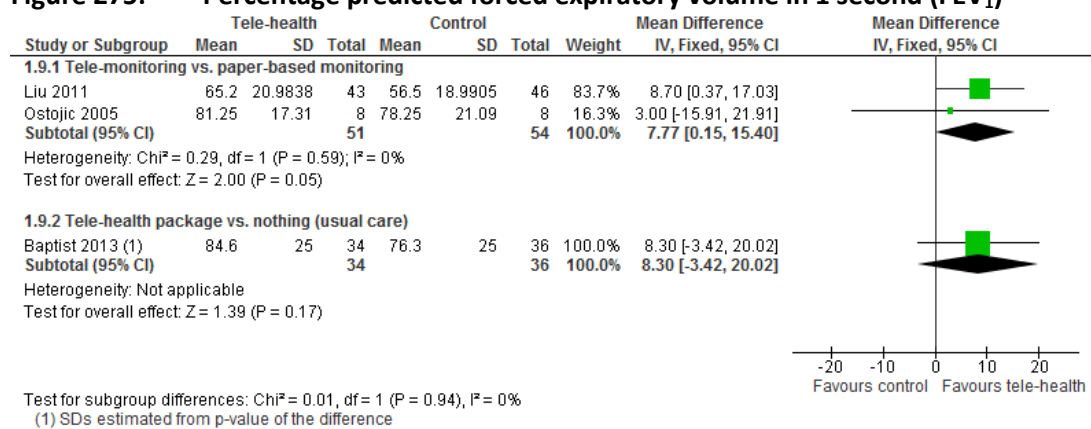 Figure 273: Percentage predicted forced expiratory volume in 1 second (FEV1)
Tele-health Control Mean Difference Mean Difference
Study or Subgroup Mean SD Total Mean SD Total Weight IV, Fixed, 95% CI IV, Fixed, 95% CI
1.9.1 Tele-monitoring vs. paper-based monitoring
Liu 2011 65.2 20.9838 43 56.5 18.9905 46 83.7% 8.70 [0.37, 17.03]
Ostojic 2005 81.25 17.31 8 78.25 21.09 8 16.3% 3.00 [-15.91, 21.91]
Subtotal (95% CI) 51 54 100.0% 7.77 [0.15, 15.40]
Heterogeneity: Chi² = 0.29, df = 1 (P = 0.59); I² = 0%
Test for overall effect: Z = 2.00 (P = 0.05)
1.9.2 Tele-health package vs. nothing (usual care)
Baptist 2013 (1) 84.6 25 34 76.3 25 36 100.0% 8.30 [-3.42, 20.02]
Subtotal (95% CI) 34 36 100.0% 8.30 [-3.42, 20.02]
Heterogeneity: Not applicable
Test for overall effect: Z = 1.39 (P = 0.17)
-20 -10 0 10 20
Favours control Favours tele-health
Test for subgroup differences: Chi² = 0.01, df = 1 (P = 0.94), I² = 0%
(1) SDs estimated from p-value of the difference